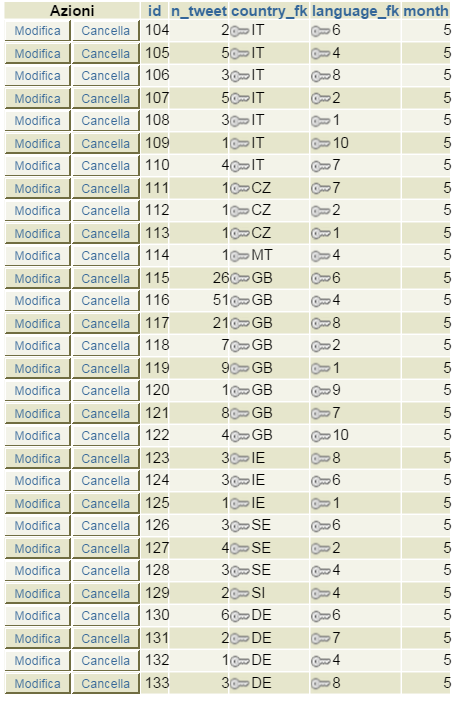 Azioni id n_tweet country_fk language_fk month
Modifica Cancella 104 2 IT 6 5
Modifica Cancella 105 5 IT 4 5
Modifica Cancella 106 3 IT 8 5
Modifica Cancella 107 5 IT 2 5
Modifica Cancella 108 3 IT 1 5
Modifica Cancella 109 1 IT 10 5
Modifica Cancella 110 4 IT 7 5
Modifica Cancella 111 1 CZ 7 5
Modifica Cancella 112 1 CZ 2 5
Modifica Cancella 113 1 CZ 1 5
Modifica Cancella 114 1 MT 4 5
Modifica Cancella 115 26 GB 6 5
Modifica Cancella 116 51 GB 4 5
Modifica Cancella 117 21 GB 8 5
Modifica Cancella 118 7 GB 2 5
Modifica Cancella 119 9 GB 1 5
Modifica Cancella 120 1 GB 9 5
Modifica Cancella 121 8 GB 7 5
Modifica Cancella 122 4 GB 10 5
Modifica Cancella 123 3 IE 8 5
Modifica Cancella 124 3 IE 6 5
Modifica Cancella 125 1 IE 1 5
Modifica Cancella 126 3 SE 6 5
Modifica Cancella 127 4 SE 2 5
Modifica Cancella 128 3 SE 4 5
Modifica Cancella 129 2 SI 4 5
Modifica Cancella 130 6 DE 6 5
Modifica Cancella 131 2 DE 7 5
Modifica Cancella 132 1 DE 4 5
Modifica Cancella 133 3 DE 8 5